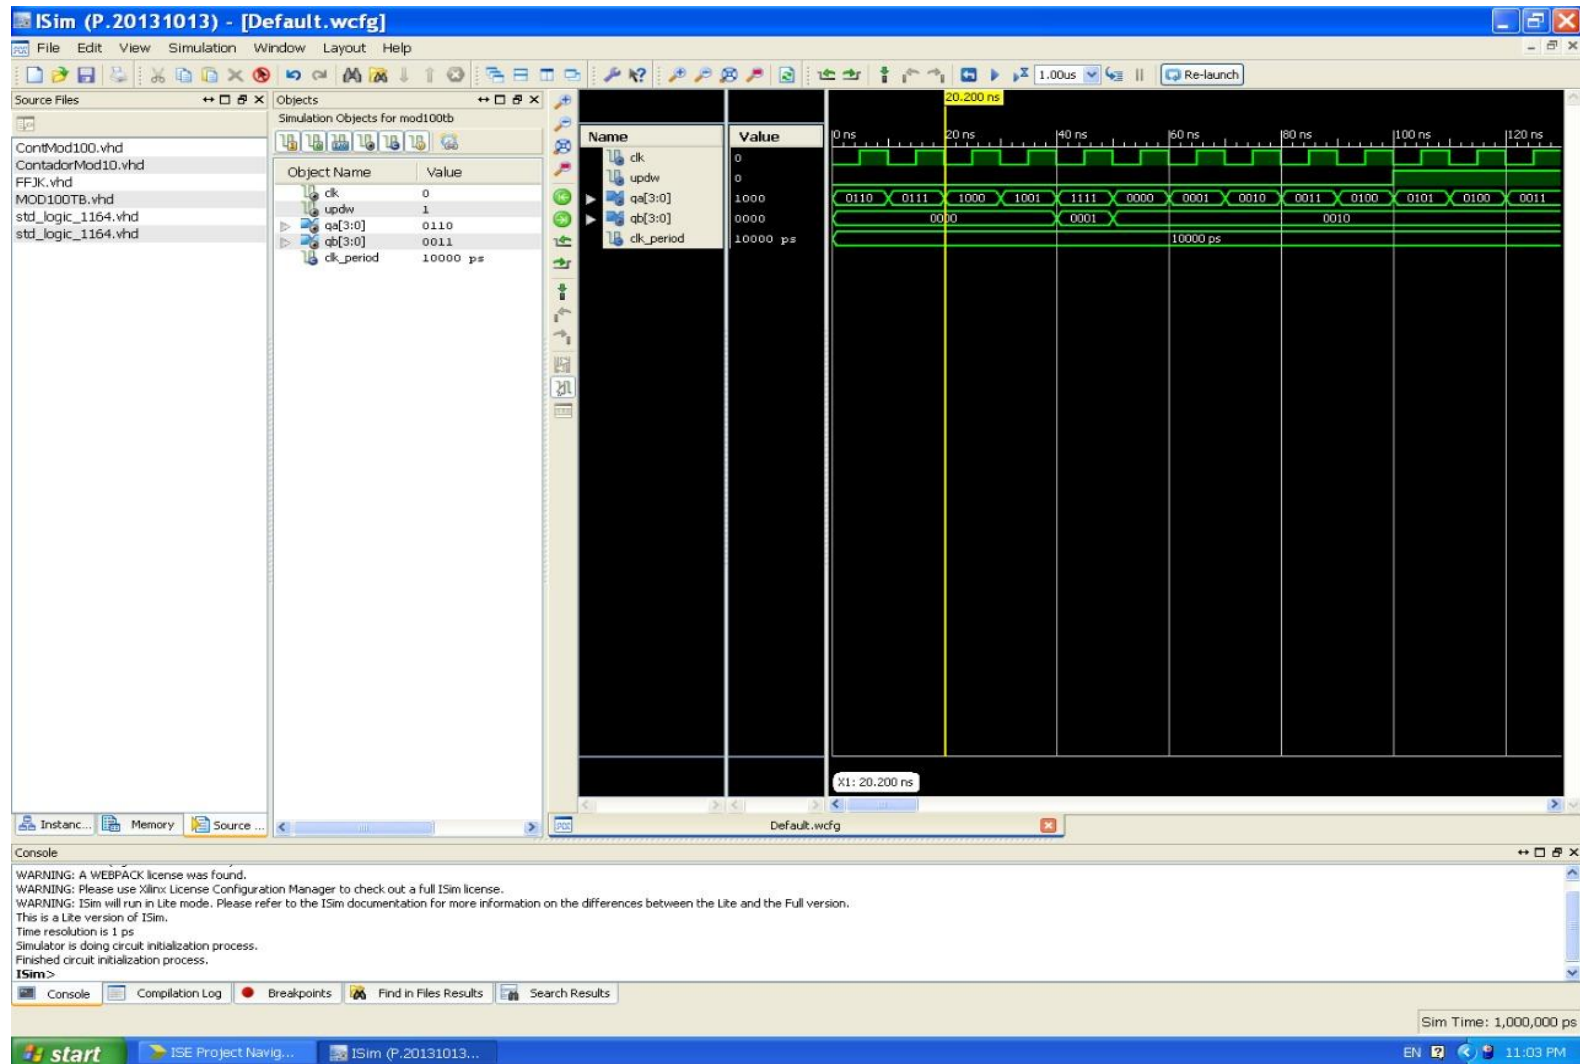 ISim (P.20131013) - [Default.wcfg]
File Edit View Simulation Window Layout Help
1.00us Re-launch
Source Files
ContMod100.vhd
ContadorMod10.vhd
FFJK.vhd
MOD100TB.vhd
std_logic_1164.vhd
std_logic_1164.vhd
Objects
Simulation Objects for mod100tb
Object Name Value
clk 0
updw 1
qa[3:0] 0110
qb[3:0] 0011
clk_period 10000 ps
20.200 ns
Name Value
0 ns 20 ns 40 ns 60 ns 80 ns 100 ns 120 ns
clk 0
updw 0
qa[3:0] 1000 0110 0111 1000 1001 1111 0000 0001 0010 0011 0100 0101 0100 0011
qb[3:0] 0000 0000 0001 0010
clk_period 10000 ps 10000 ps
X1: 20.200 ns
Instanc... Memory Source ...
Default.wcfg
Console
WARNING: A WEBPACK license was found.
WARNING: Please use Xilinx License Configuration Manager to check out a full ISim license.
WARNING: ISim will run in Lite mode. Please refer to the ISim documentation for more information on the differences between the Lite and the Full version.
This is a Lite version of ISim.
Time resolution is 1 ps
Simulator is doing circuit initialization process.
Finished circuit initialization process.
ISim>
Console Compilation Log Breakpoints Find in Files Results Search Results
Sim Time: 1,000,000 ps
start ISE Project Navig... ISim (P.20131013... EN 11:03 PM